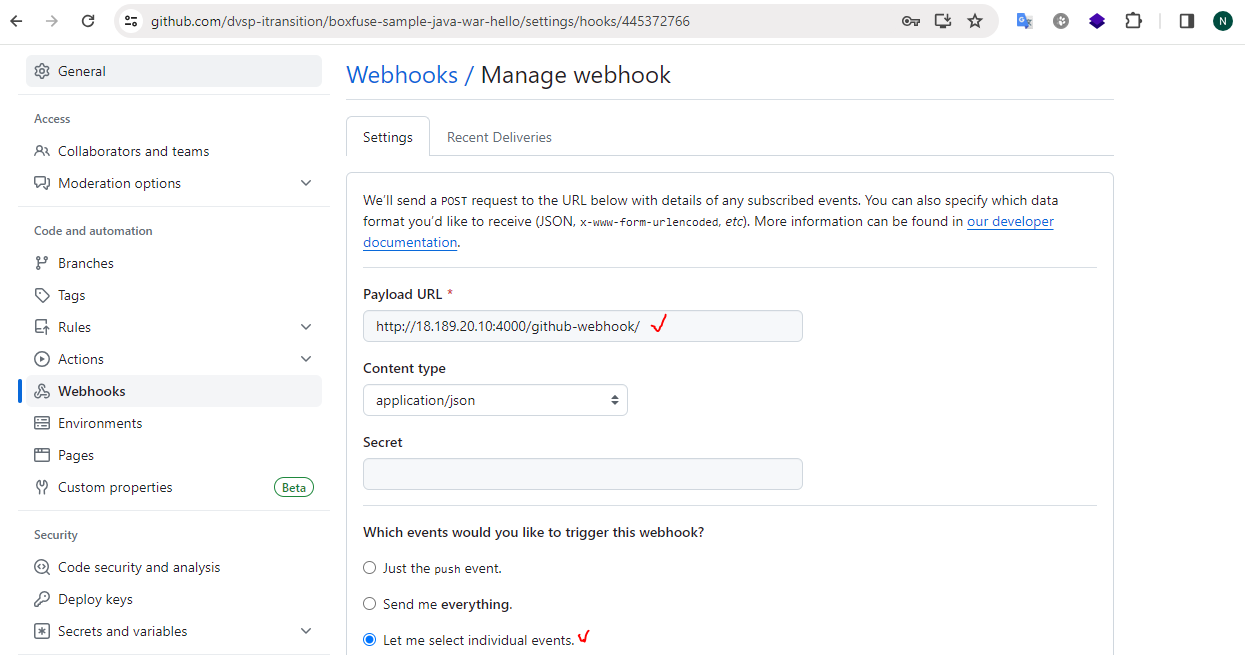 github.com/dvsp-itransition/boxfuse-sample-java-war-hello/settings/hooks/445372766
N
General
Access
Collaborators and teams
Moderation options
Code and automation
Branches
Tags
Rules
Actions
Webhooks
Environments
Pages
Custom properties Beta
Security
Code security and analysis
Deploy keys
Secrets and variables
Webhooks / Manage webhook
Settings Recent Deliveries
We'll send a POST request to the URL below with details of any subscribed events. You can also specify which data
format you'd like to receive (JSON, x-www-form-urlencoded, etc). More information can be found in our developer
documentation.
Payload URL *
http://18.189.20.10:4000/github-webhook/
Content type
application/json
Secret
Which events would you like to trigger this webhook?
Just the push event.
Send me everything.
Let me select individual events.